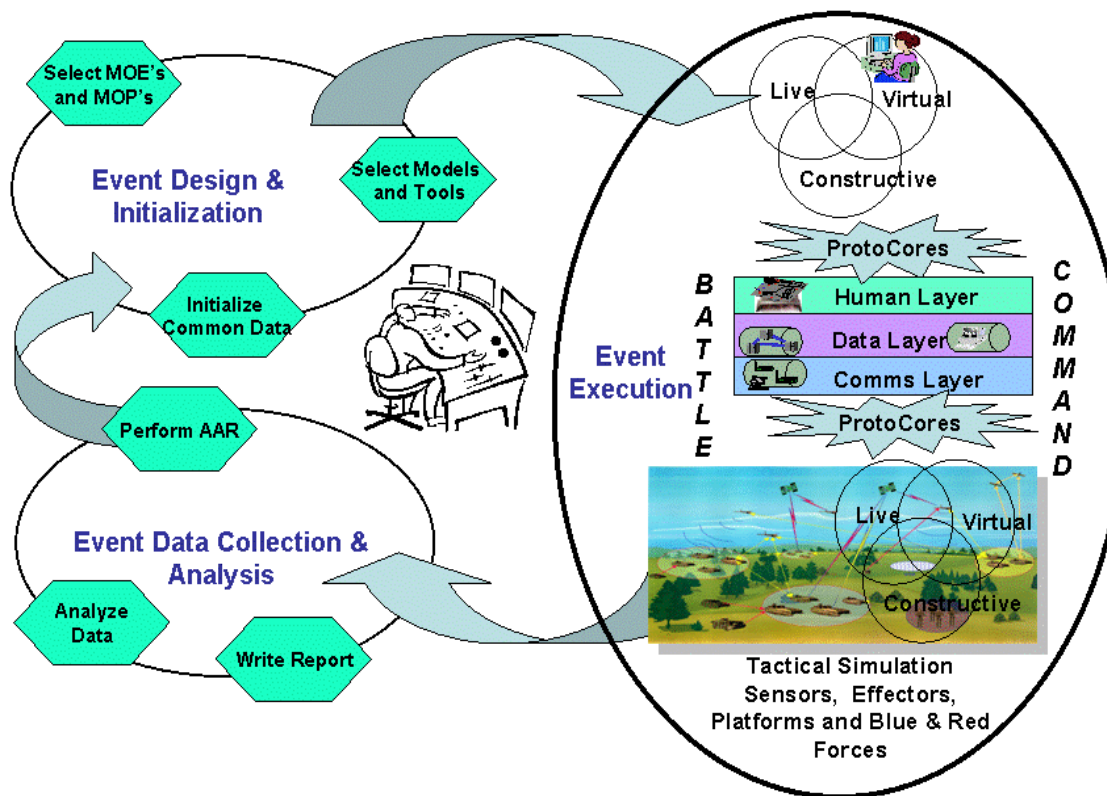 Select MOE's
and MOP's
Event Design &
Initialization
Select Models
and Tools
Initialize
Common Data
Perform AAR
Event Data Collection &
Analysis
Analyze
Data
Write Report
Event
Execution
Live
Virtual
Constructive
ProtoCores
BATTLE
COMMAND
Human Layer
Data Layer
Comms Layer
ProtoCores
Live
Virtual
Constructive
Tactical Simulation
Sensors, Effectors,
Platforms and Blue & Red
Forces